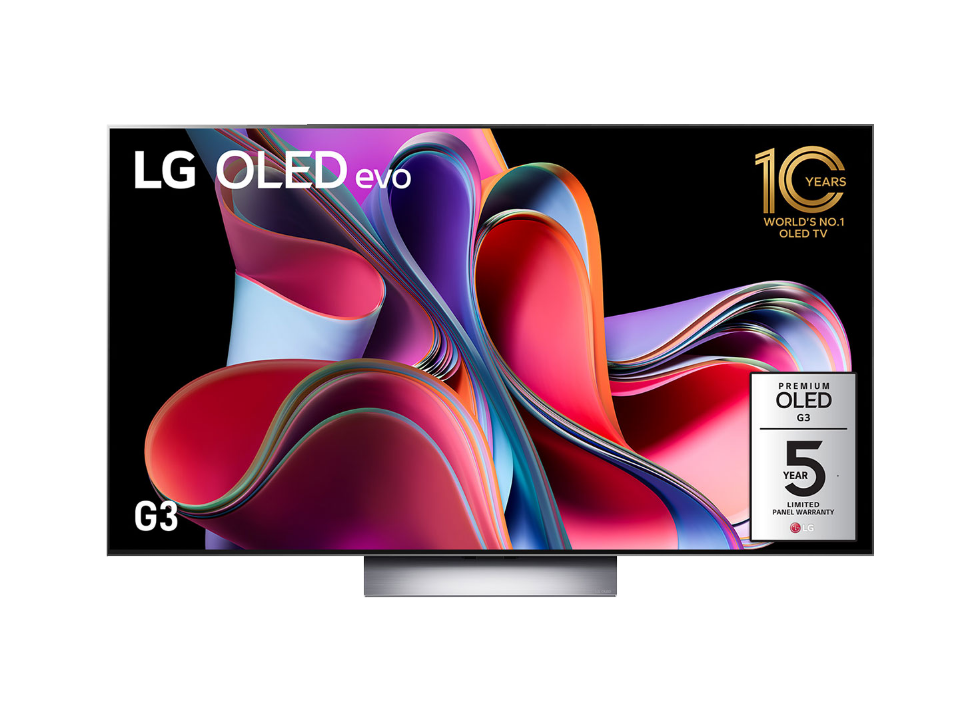 LG OLED evo
10 YEARS
WORLD'S NO.1
OLED TV
G3
PREMIUM
OLED
G3
5 YEAR
LIMITED
PANEL WARRANTY
LG